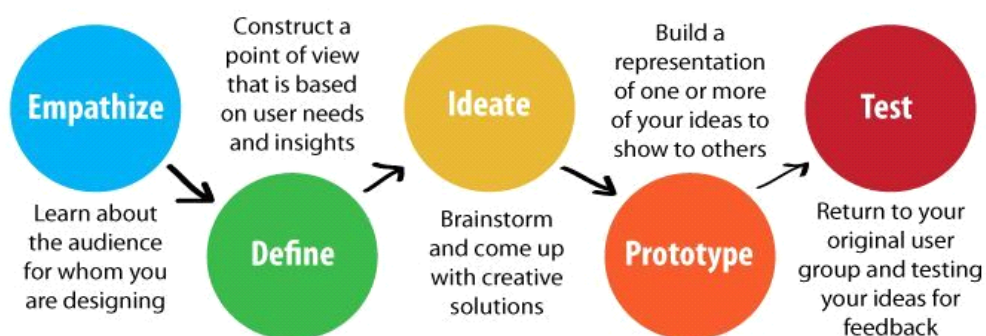 Empathize
Learn about
the audience
for whom you
are designing
Construct a
point of view
that is based
on user needs
and insights
Define
Ideate
Brainstorm
and come up
with creative
solutions
Build a
representation
of one or more
of your ideas to
show to others
Prototype
Test
Return to your
original user
group and testing
your ideas for
feedback